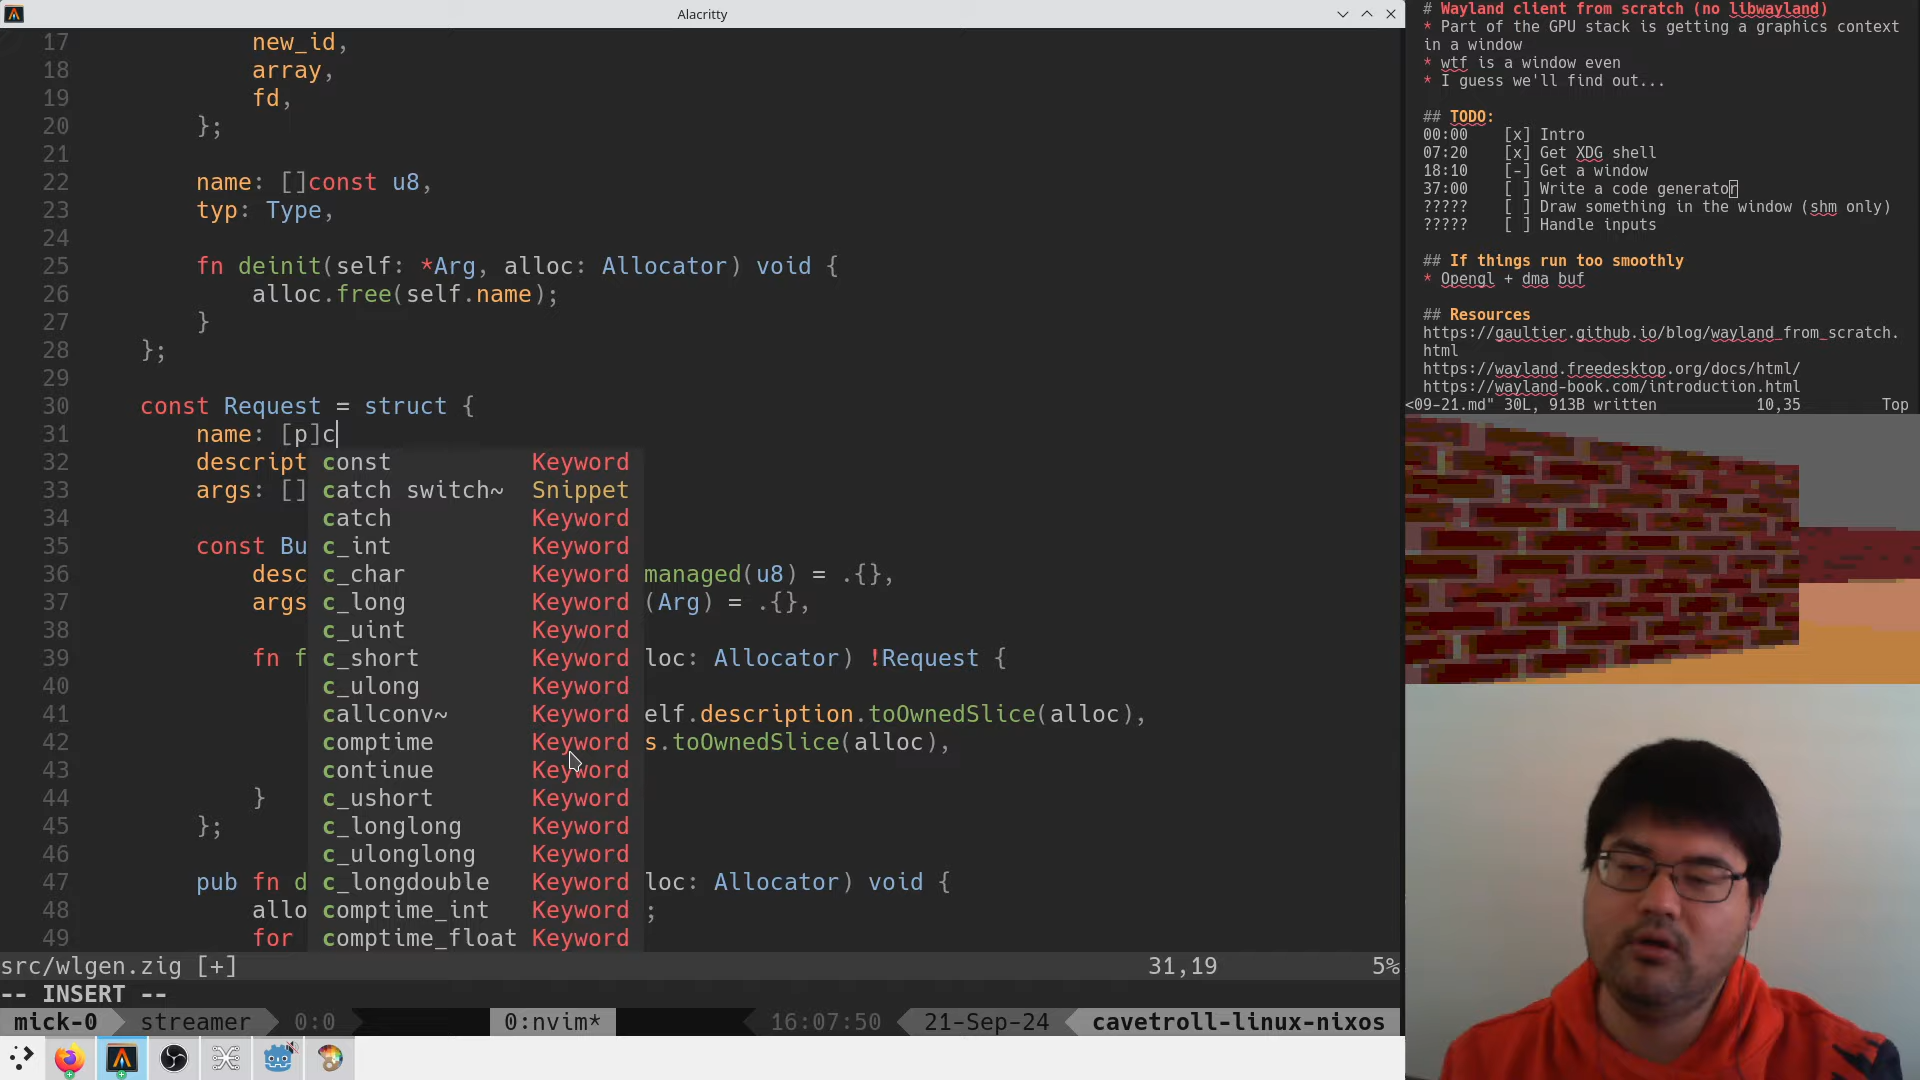 Alacritty
17 new_id,
18 array,
19 fd,
20 };
21
22 name: []const u8,
23 typ: Type,
24
25 fn deinit(self: *Arg, alloc: Allocator) void {
26 alloc.free(self.name);
27 }
28 };
29
30 const Request = struct {
31 name: [p]c
32 descript const Keyword
33 args: [] catch switch~ Snippet
34 catch Keyword
35 const Bu c_int Keyword
36 desc c_char Keyword managed(u8) = .{},
37 args c_long Keyword (Arg) = .{},
38 c_uint Keyword
39 fn f c_short Keyword loc: Allocator) !Request {
40 c_ulong Keyword
41 callconv~ Keyword elf.description.toOwnedSlice(alloc),
42 comptime Keyword s.toOwnedSlice(alloc),
43 continue Keyword
44 } c_ushort Keyword
45 }; c_longlong Keyword
46 c_ulonglong Keyword
47 pub fn d c_longdouble Keyword loc: Allocator) void {
48 allo comptime_int Keyword ;
49 for comptime_float Keyword
src/wlgen.zig [+] 31,19 5%
-- INSERT --
mick-0 streamer 0:0 0:nvim* 16:07:50 21-Sep-24 cavetroll-linux-nixos
# Wayland client from scratch (no libwayland)
* Part of the GPU stack is getting a graphics context
in a window
* wtf is a window even
* I guess we'll find out...
## TODO:
00:00 [x] Intro
07:20 [x] Get XDG shell
18:10 [-] Get a window
37:00 [ ] Write a code generator
????? [ ] Draw something in the window (shm only)
????? [ ] Handle inputs
## If things run too smoothly
* Opengl + dma buf
## Resources
https://gaultier.github.io/blog/wayland_from_scratch.
html
https://wayland.freedesktop.org/docs/html/
https://wayland-book.com/introduction.html
<09-21.md" 30L, 913B written 10,35 Top